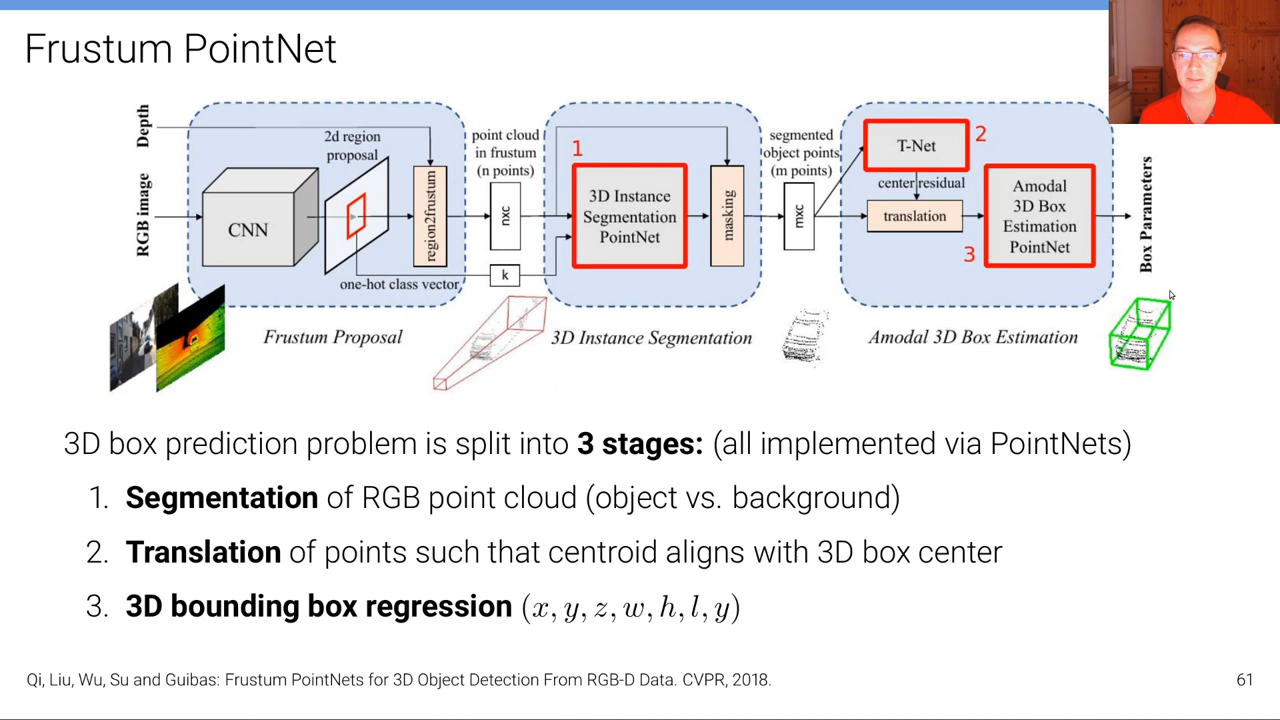 Frustum PointNet
Depth
RGB image
CNN
2d region
proposal
region2frustum
one-hot class vector
Frustum Proposal
point cloud
in frustum
(n points)
nxc
k
1
3D Instance
Segmentation
PointNet
masking
3D Instance Segmentation
segmented
object points
(m points)
mxc
T-Net
2
center residual
translation
Amodal
3D Box
Estimation
PointNet
3
Amodal 3D Box Estimation
Box Parameters
3D box prediction problem is split into 3 stages: (all implemented via PointNets)
1. Segmentation of RGB point cloud (object vs. background)
2. Translation of points such that centroid aligns with 3D box center
3. 3D bounding box regression (x, y, z, w, h, l, y)
Qi, Liu, Wu, Su and Guibas: Frustum PointNets for 3D Object Detection From RGB-D Data. CVPR, 2018.
61